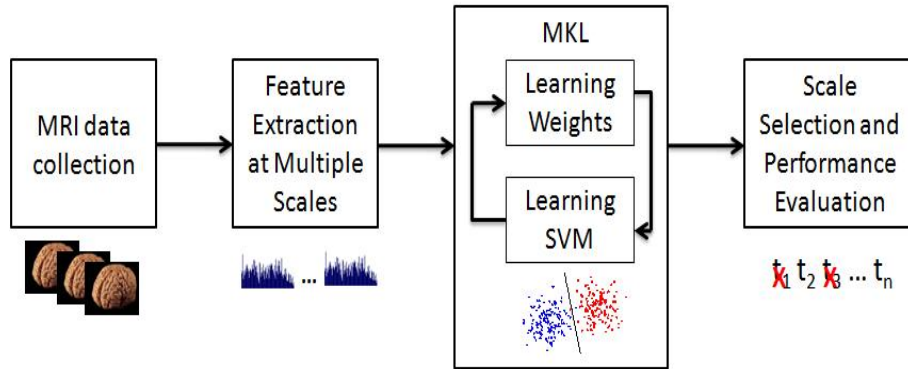 MRI data
collection
Feature
Extraction
at Multiple
Scales
...
MKL
Learning
Weights
Learning
SVM
Scale
Selection and
Performance
Evaluation
t1 t2 t3 ... tn